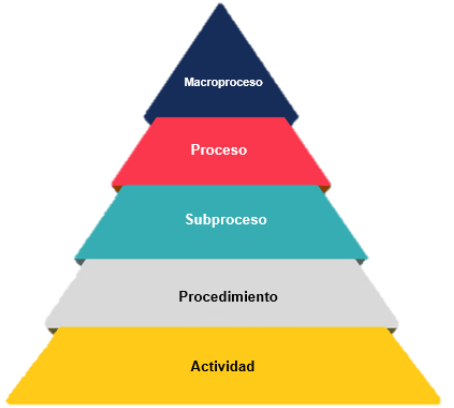 Macroproceso
Proceso
Subproceso
Procedimiento
Actividad